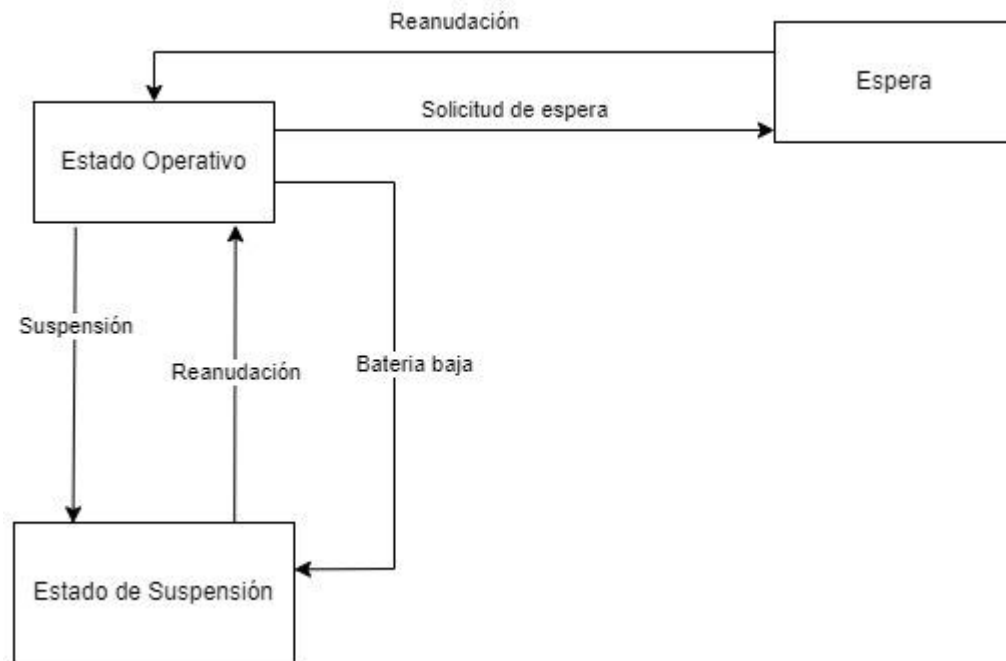 Reanudación
Espera
Solicitud de espera
Estado Operativo
Suspensión
Reanudación
Bateria baja
Estado de Suspensión